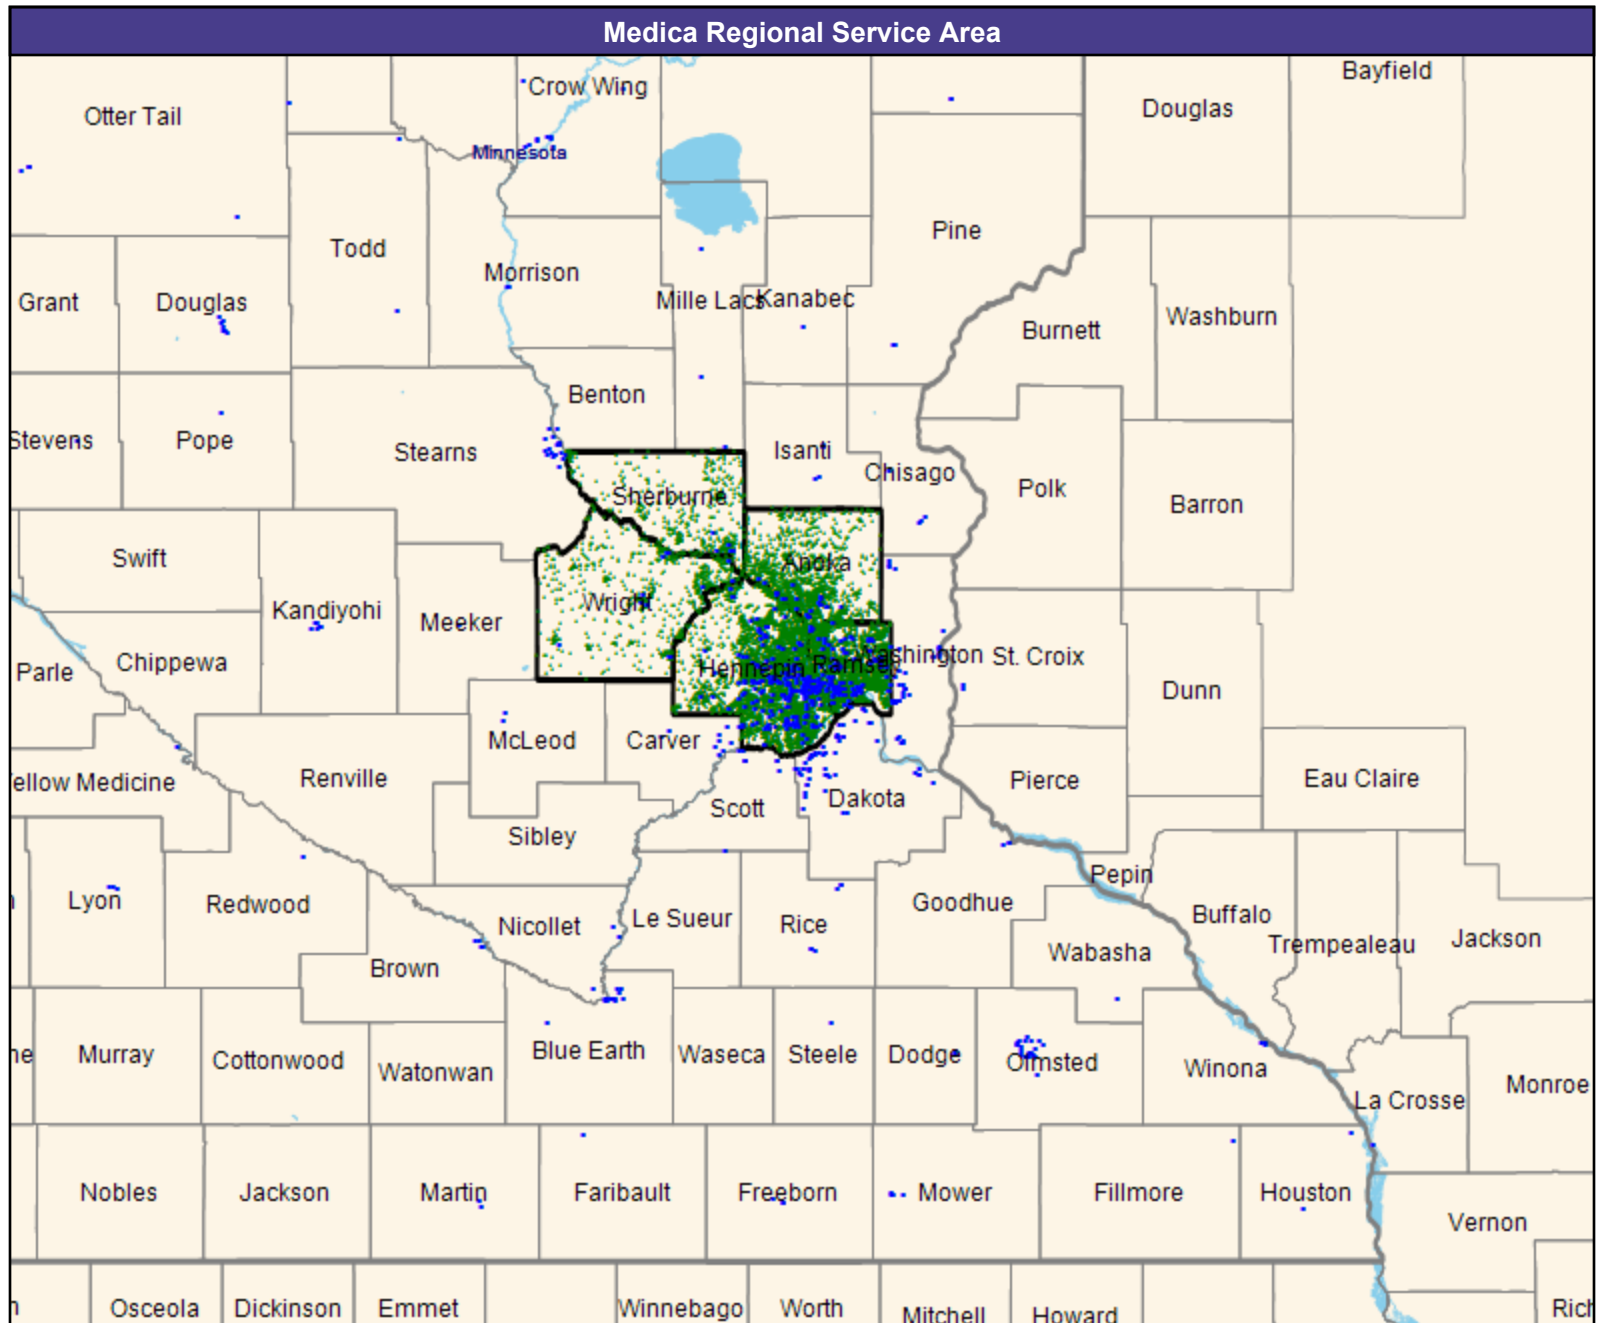 Medica Regional Service Area
Bayfield
Crow Wing
Douglas
Otter Tail
Minnesota
Pine
Todd
Morrison
Mille Lacs
Kanabec
Grant
Douglas
Washburn
Burnett
Benton
Stevens
Pope
Stearns
Isanti
Chisago
Sherburne
Polk
Barron
Swift
Anoka
Wright
Kandiyohi
Meeker
Washington
St. Croix
Hennepin
Ramsey
Parle
Chippewa
Dunn
McLeod
Carver
Renville
ellow Medicine
Pierce
Eau Claire
Scott
Dakota
Sibley
Pepin
Lyon
Redwood
Goodhue
Nicollet
Le Sueur
Rice
Buffalo
Trempealeau
Jackson
Wabasha
Brown
ne
Murray
Cottonwood
Watonwan
Blue Earth
Waseca
Steele
Dodge
Olmsted
Winona
La Crosse
Monroe
Nobles
Jackson
Martin
Faribault
Freeborn
Mower
Fillmore
Houston
Vernon
n
Osceola
Dickinson
Emmet
Winnebago
Worth
Mitchell
Howard
Rich